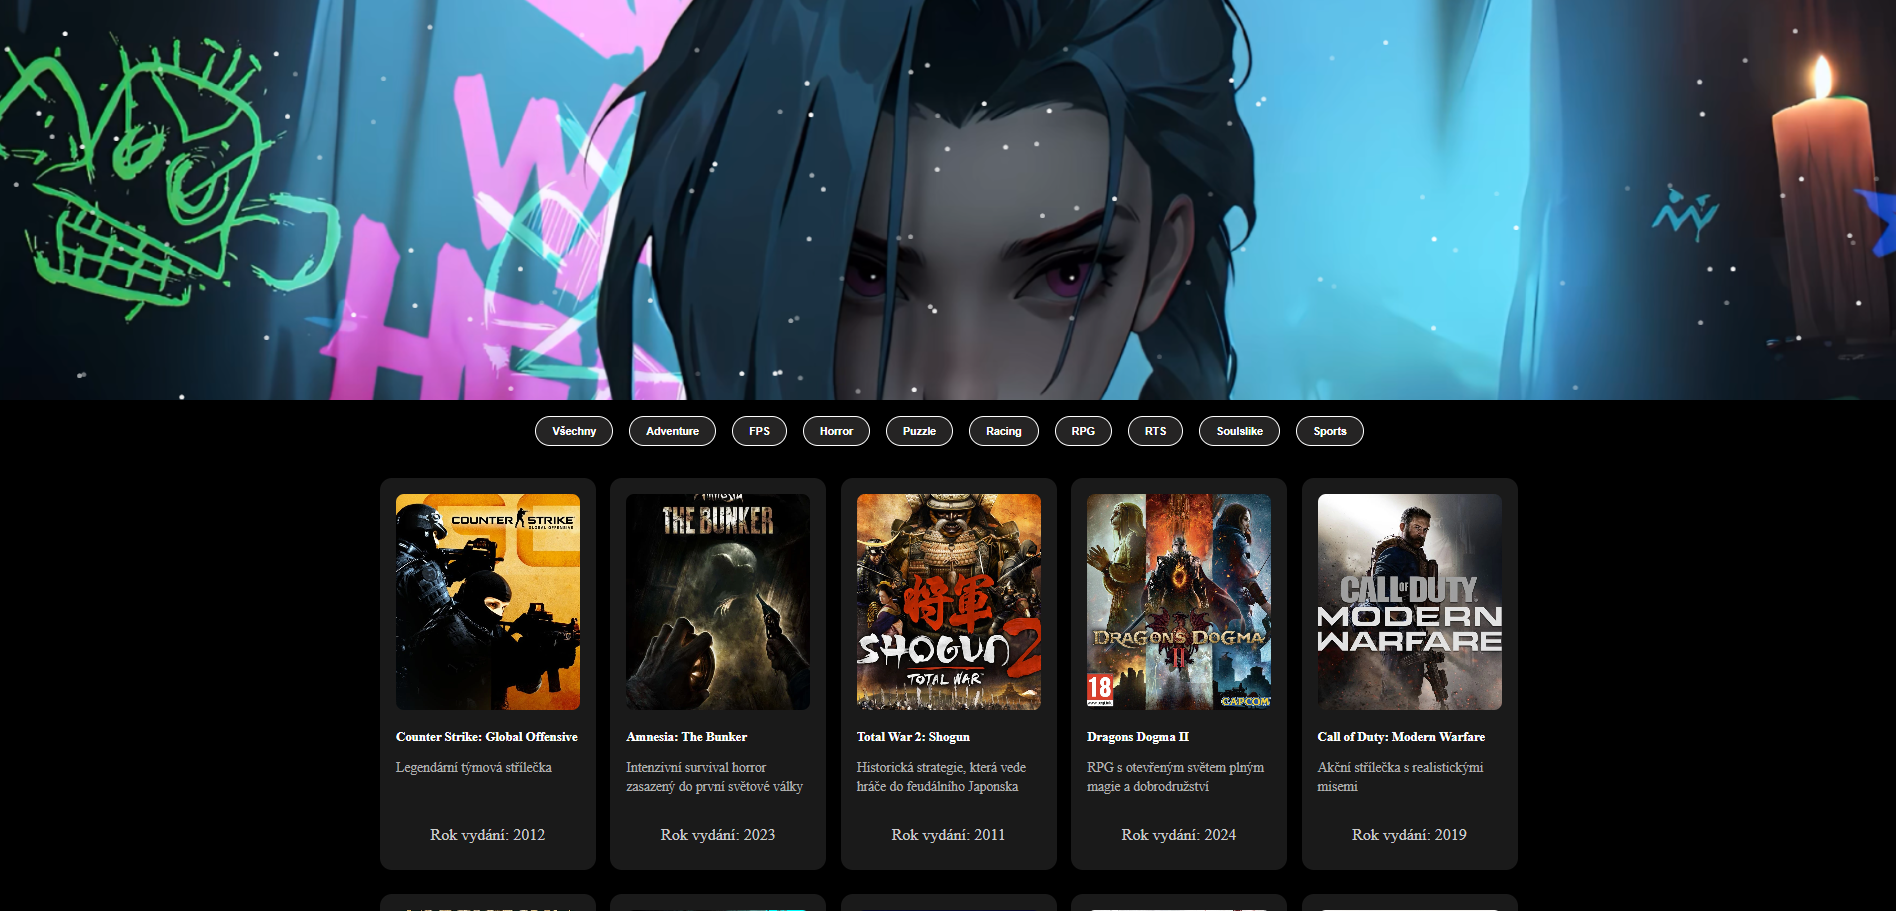 W
HE
Všechny
Adventure
FPS
Horror
Puzzle
Racing
RPG
RTS
Soulslike
Sports
COUNTER STRIKE
GLOBAL OFFENSIVE
AMNESIA
THE BUNKER
将軍
SHOGUN 2
TOTAL WAR
DRAGON'S DOGMA
II
18
CAPCOM
CALL OF DUTY
MODERN
WARFARE
Counter Strike: Global Offensive
Legendární týmová střílečka
Rok vydání: 2012
Amnesia: The Bunker
Intenzivní survival horror
zasazený do první světové války
Rok vydání: 2023
Total War 2: Shogun
Historická strategie, která vede
hráče do feudálního Japonska
Rok vydání: 2011
Dragons Dogma II
RPG s otevřeným světem plným
magie a dobrodružství
Rok vydání: 2024
Call of Duty: Modern Warfare
Akční střílečka s realistickými
misemi
Rok vydání: 2019